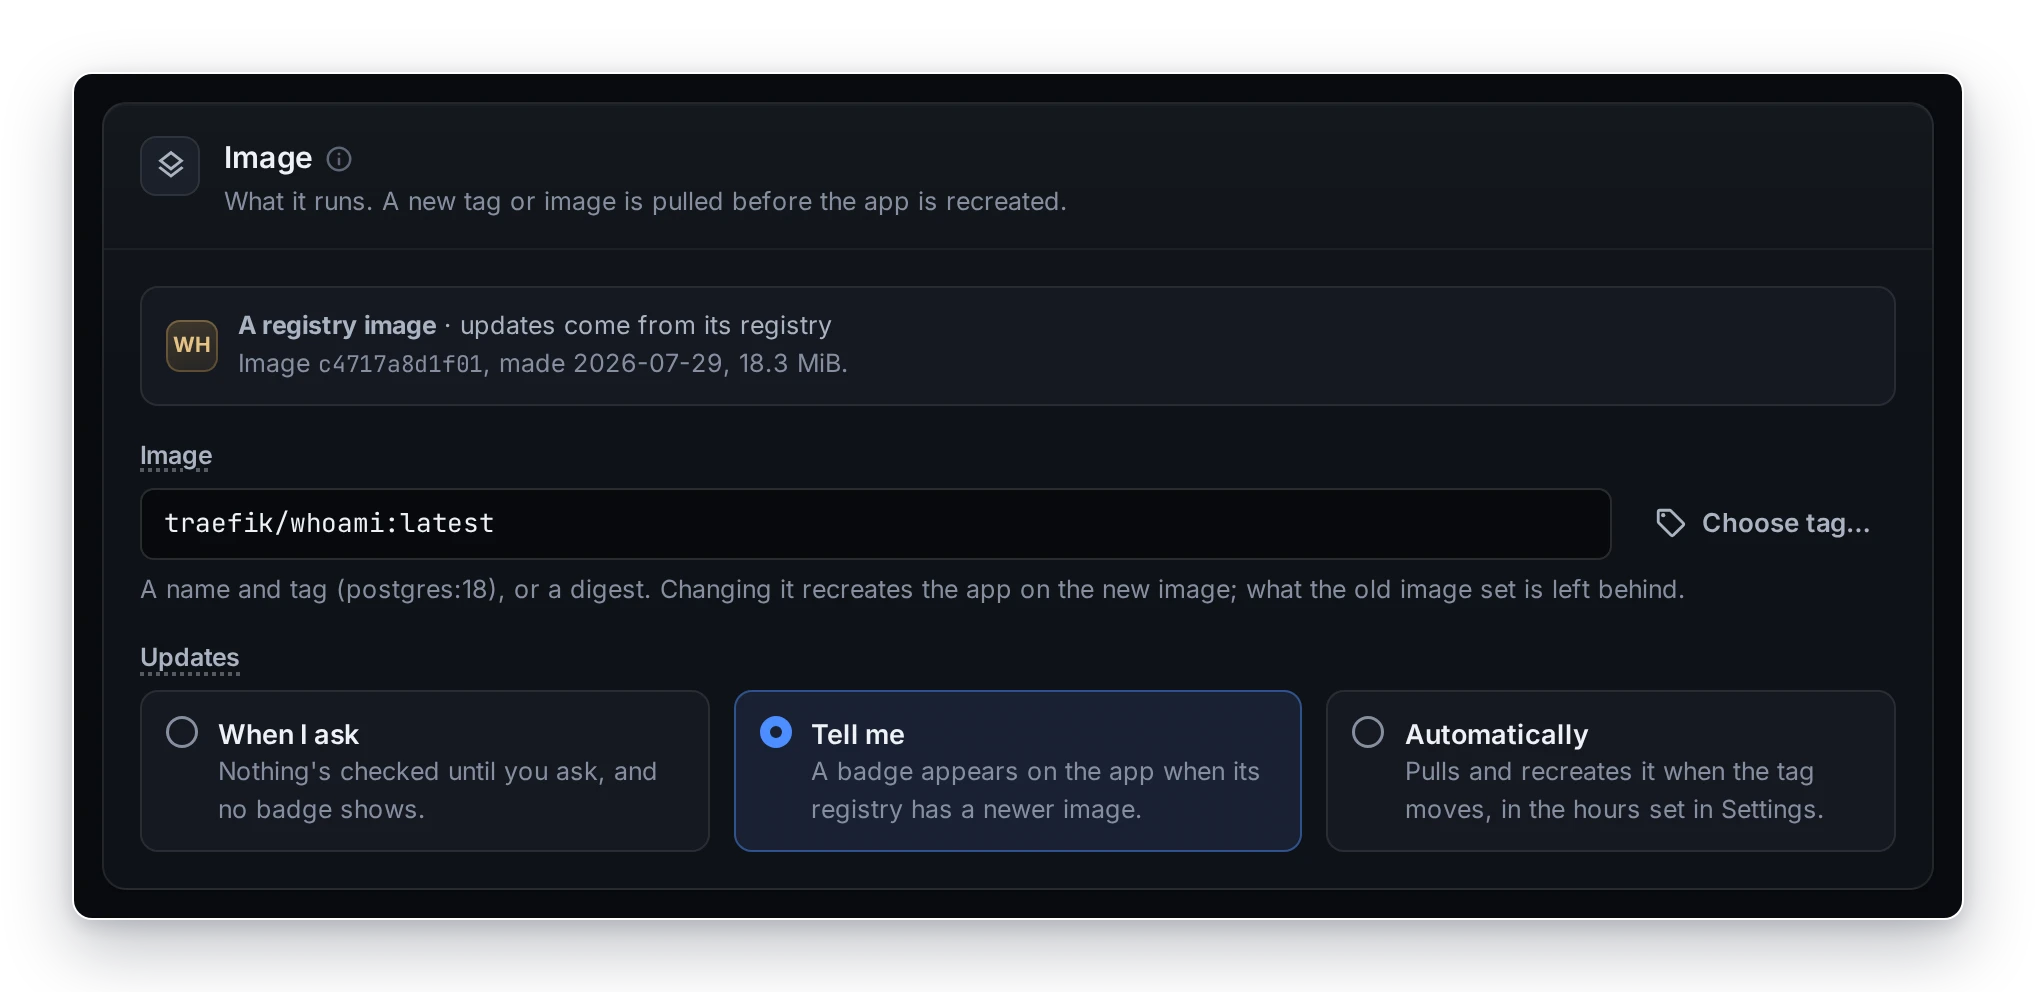 Image
What it runs. A new tag or image is pulled before the app is recreated.
WH
A registry image · updates come from its registry
Image c4717a8d1f01, made 2026-07-29, 18.3 MiB.
Image
traefik/whoami:latest
Choose tag...
A name and tag (postgres:18), or a digest. Changing it recreates the app on the new image; what the old image set is left behind.
Updates
When I ask
Nothing's checked until you ask, and
no badge shows.
Tell me
A badge appears on the app when its
registry has a newer image.
Automatically
Pulls and recreates it when the tag
moves, in the hours set in Settings.